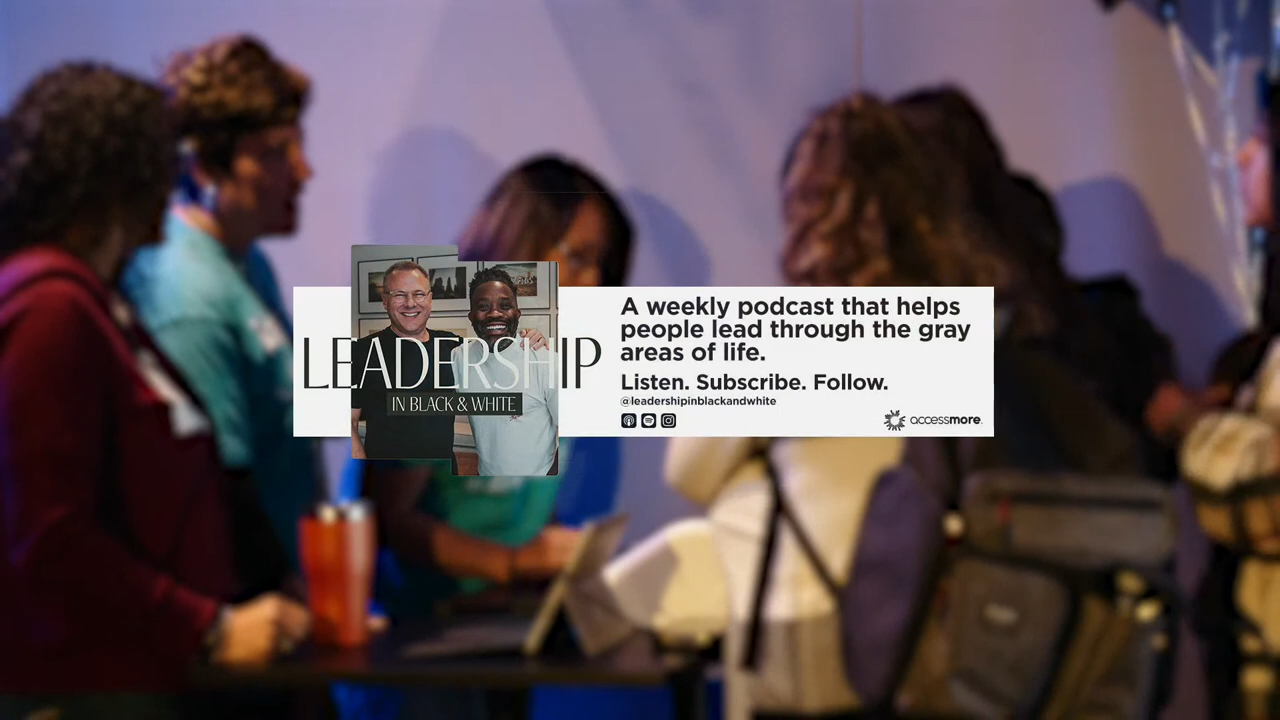 LEADERSHIP
IN BLACK & WHITE
A weekly podcast that helps
people lead through the gray
areas of life.
Listen. Subscribe. Follow.
@leadershipinblackandwhite
accessmore.